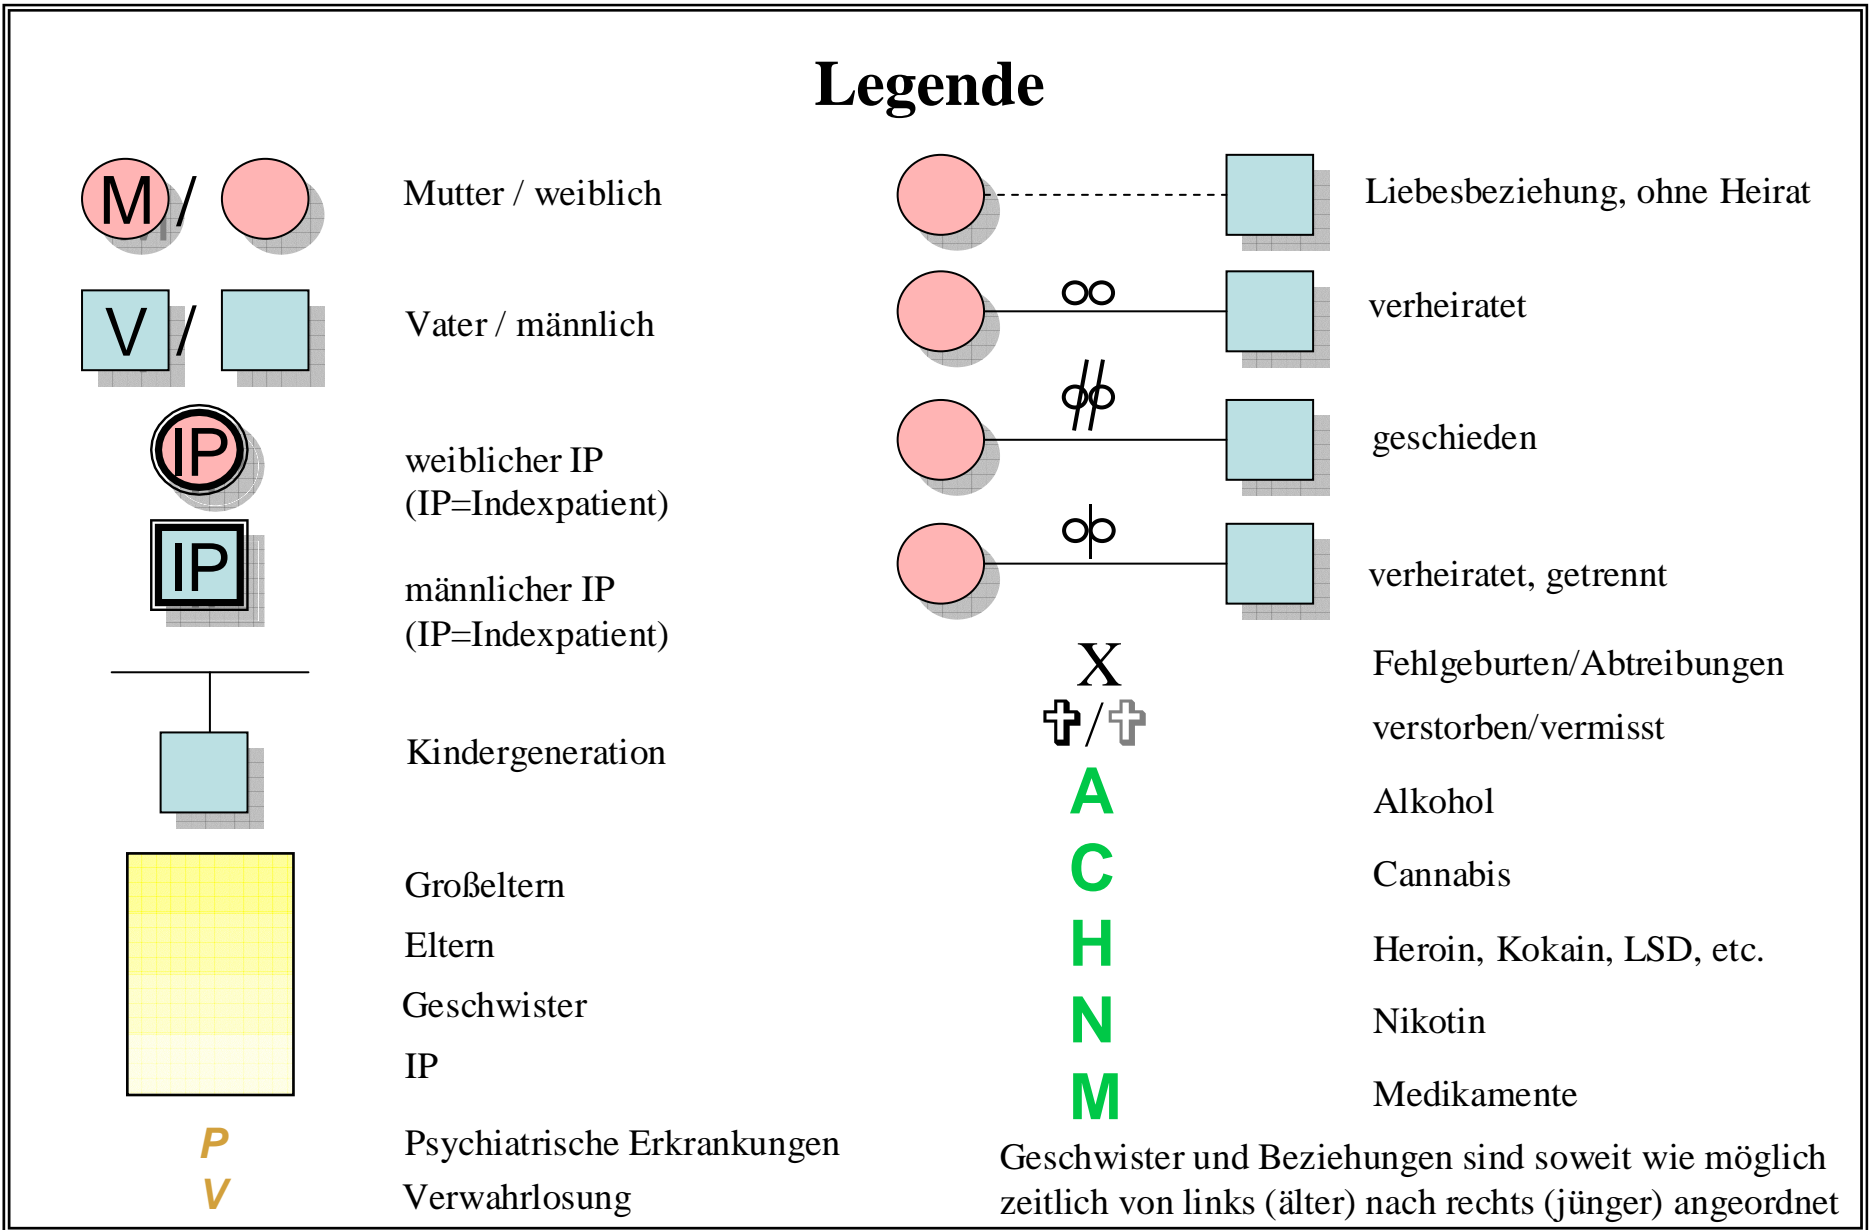 Legende
M / Mutter / weiblich
V / Vater / männlich
IP weiblicher IP
(IP=Indexpatient)
IP männlicher IP
(IP=Indexpatient)
Kindergeneration
Großeltern
Eltern
Geschwister
IP
P Psychiatrische Erkrankungen
V Verwahrlosung
Liebesbeziehung, ohne Heirat
verheiratet
geschieden
verheiratet, getrennt
X Fehlgeburten/Abtreibungen
✞/✞ verstorben/vermisst
A Alkohol
C Cannabis
H Heroin, Kokain, LSD, etc.
N Nikotin
M Medikamente
Geschwister und Beziehungen sind soweit wie möglich
zeitlich von links (älter) nach rechts (jünger) angeordnet